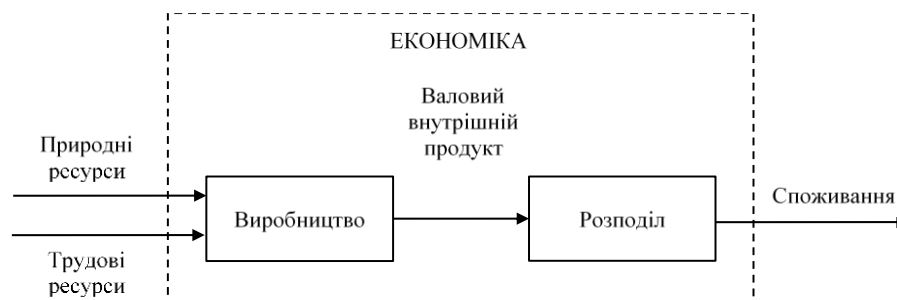 ЕКОНОМІКА
Валовий
внутрішній
продукт
Природні
ресурси
Виробництво
Розподіл
Споживання
Трудові
ресурси